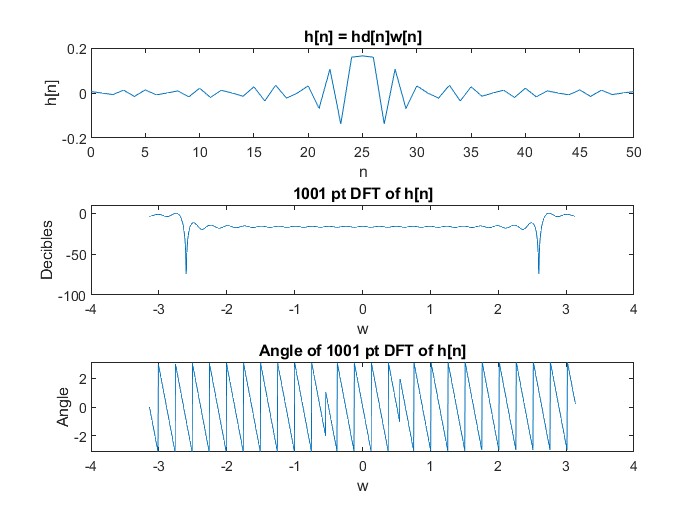 h[n] = hd[n]w[n]
0.2
0
-0.2
h[n]
0 5 10 15 20 25 30 35 40 45 50
n
1001 pt DFT of h[n]
0
-50
-100
Decibles
-4 -3 -2 -1 0 1 2 3 4
w
Angle of 1001 pt DFT of h[n]
2
0
-2
Angle
-4 -3 -2 -1 0 1 2 3 4
w